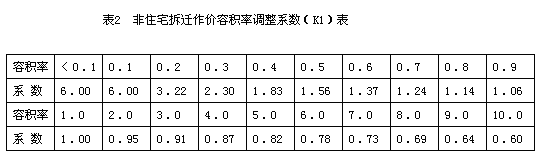 表2 非住宅拆迁作价容积率调整系数（K1）表
容积率 <0.1 0.1 0.2 0.3 0.4 0.5 0.6 0.7 0.8 0.9
系 数 6.00 6.00 3.22 2.30 1.83 1.56 1.37 1.24 1.14 1.06
容积率 1.0 2.0 3.0 4.0 5.0 6.0 7.0 8.0 9.0 10.0
系 数 1.00 0.95 0.91 0.87 0.82 0.78 0.73 0.69 0.64 0.60